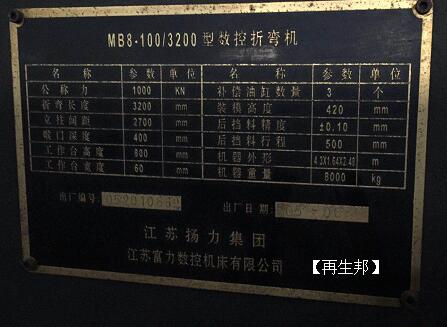 MB8-100/3200 型数控折弯机
名称 参数 单位 名称 参数 单位
公称力 1000 KN 补偿油缸数量 3 个
折弯长度 3200 mm 装模高度 420 mm
立柱间距 2700 mm 后挡料精度 ±0.10 mm
喉口深度 400 mm 后挡料行程 500 mm
工作台高度 800 mm 机器外形 4.3X1.64X2.49 m
工作台宽度 60 mm 机器重量 8000 kg
出厂编号: 出厂日期:
江苏扬力集团
江苏富力数控机床有限公司
【再生邦】